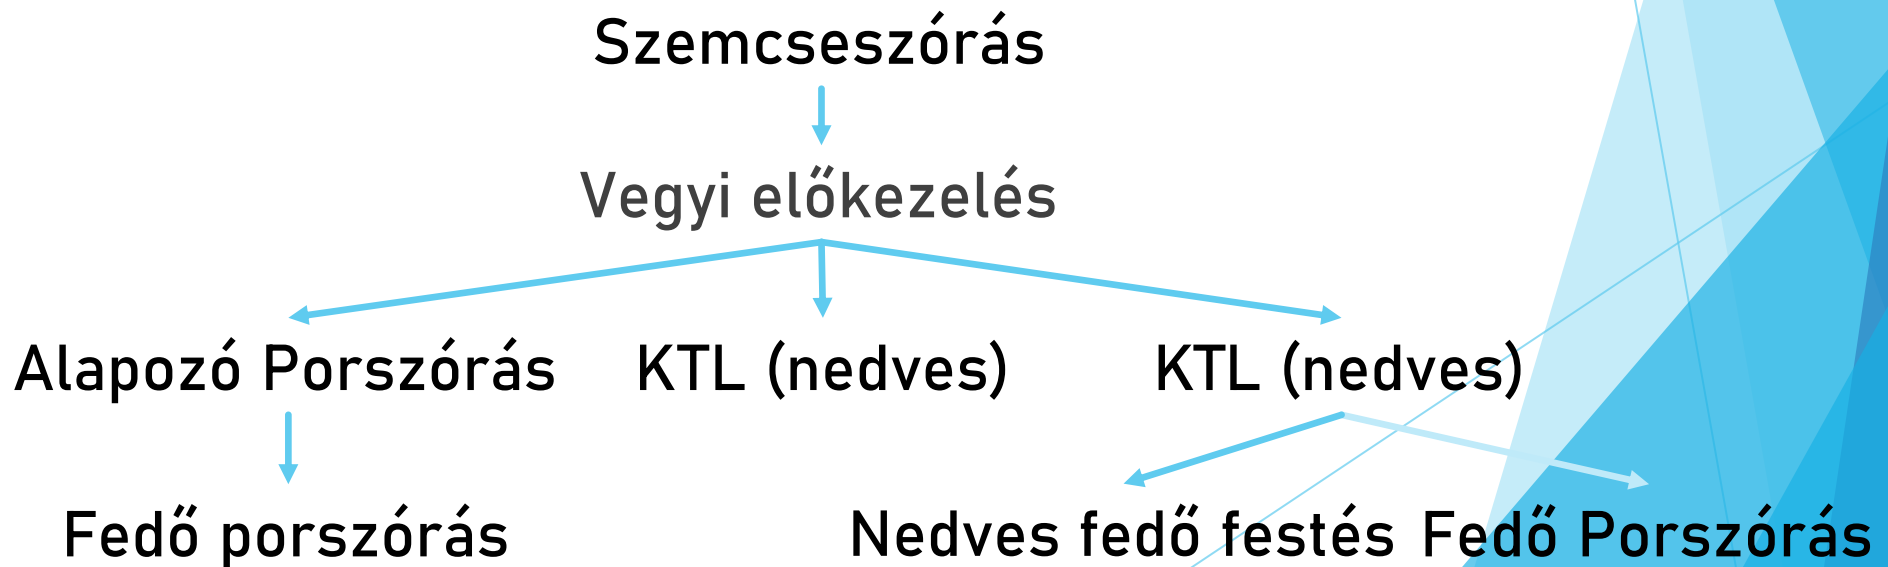 Szemcseszórás
Vegyi előkezelés
Alapozó Porszórás KTL (nedves) KTL (nedves)
Fedő porszórás Nedves fedő festés Fedő Porszórás